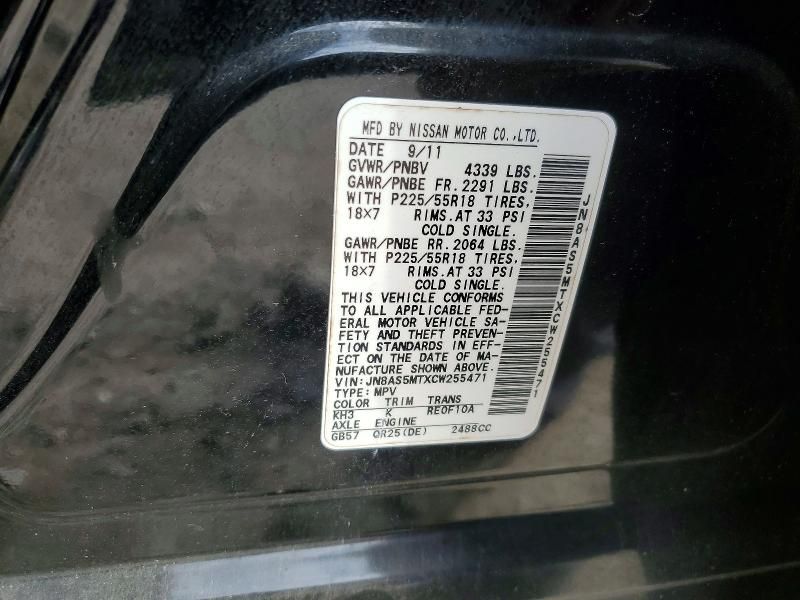 MFD BY NISSAN MOTOR CO.,LTD.
DATE 9/11
GVWR/PNBV 4339 LBS.
GAWR/PNBE FR. 2291 LBS.
WITH P225/55R18 TIRES,
18X7 RIMS. AT 33 PSI
COLD SINGLE.
GAWR/PNBE RR. 2064 LBS.
WITH P225/55R18 TIRES,
18X7 RIMS. AT 33 PSI
COLD SINGLE.
THIS VEHICLE CONFORMS
TO ALL APPLICABLE FED-
ERAL MOTOR VEHICLE SA-
FETY AND THEFT PREVEN-
TION STANDARDS IN EFF-
ECT ON THE DATE OF MA-
NUFACTURE SHOWN ABOVE.
VIN: JN8AS5MTXCW255471
TYPE: MPV
COLOR TRIM TRANS
KH3 K RE0F10A
AXLE ENGINE
GB57 QR25(DE) 2488CC
JN8AS5MTXCW255471